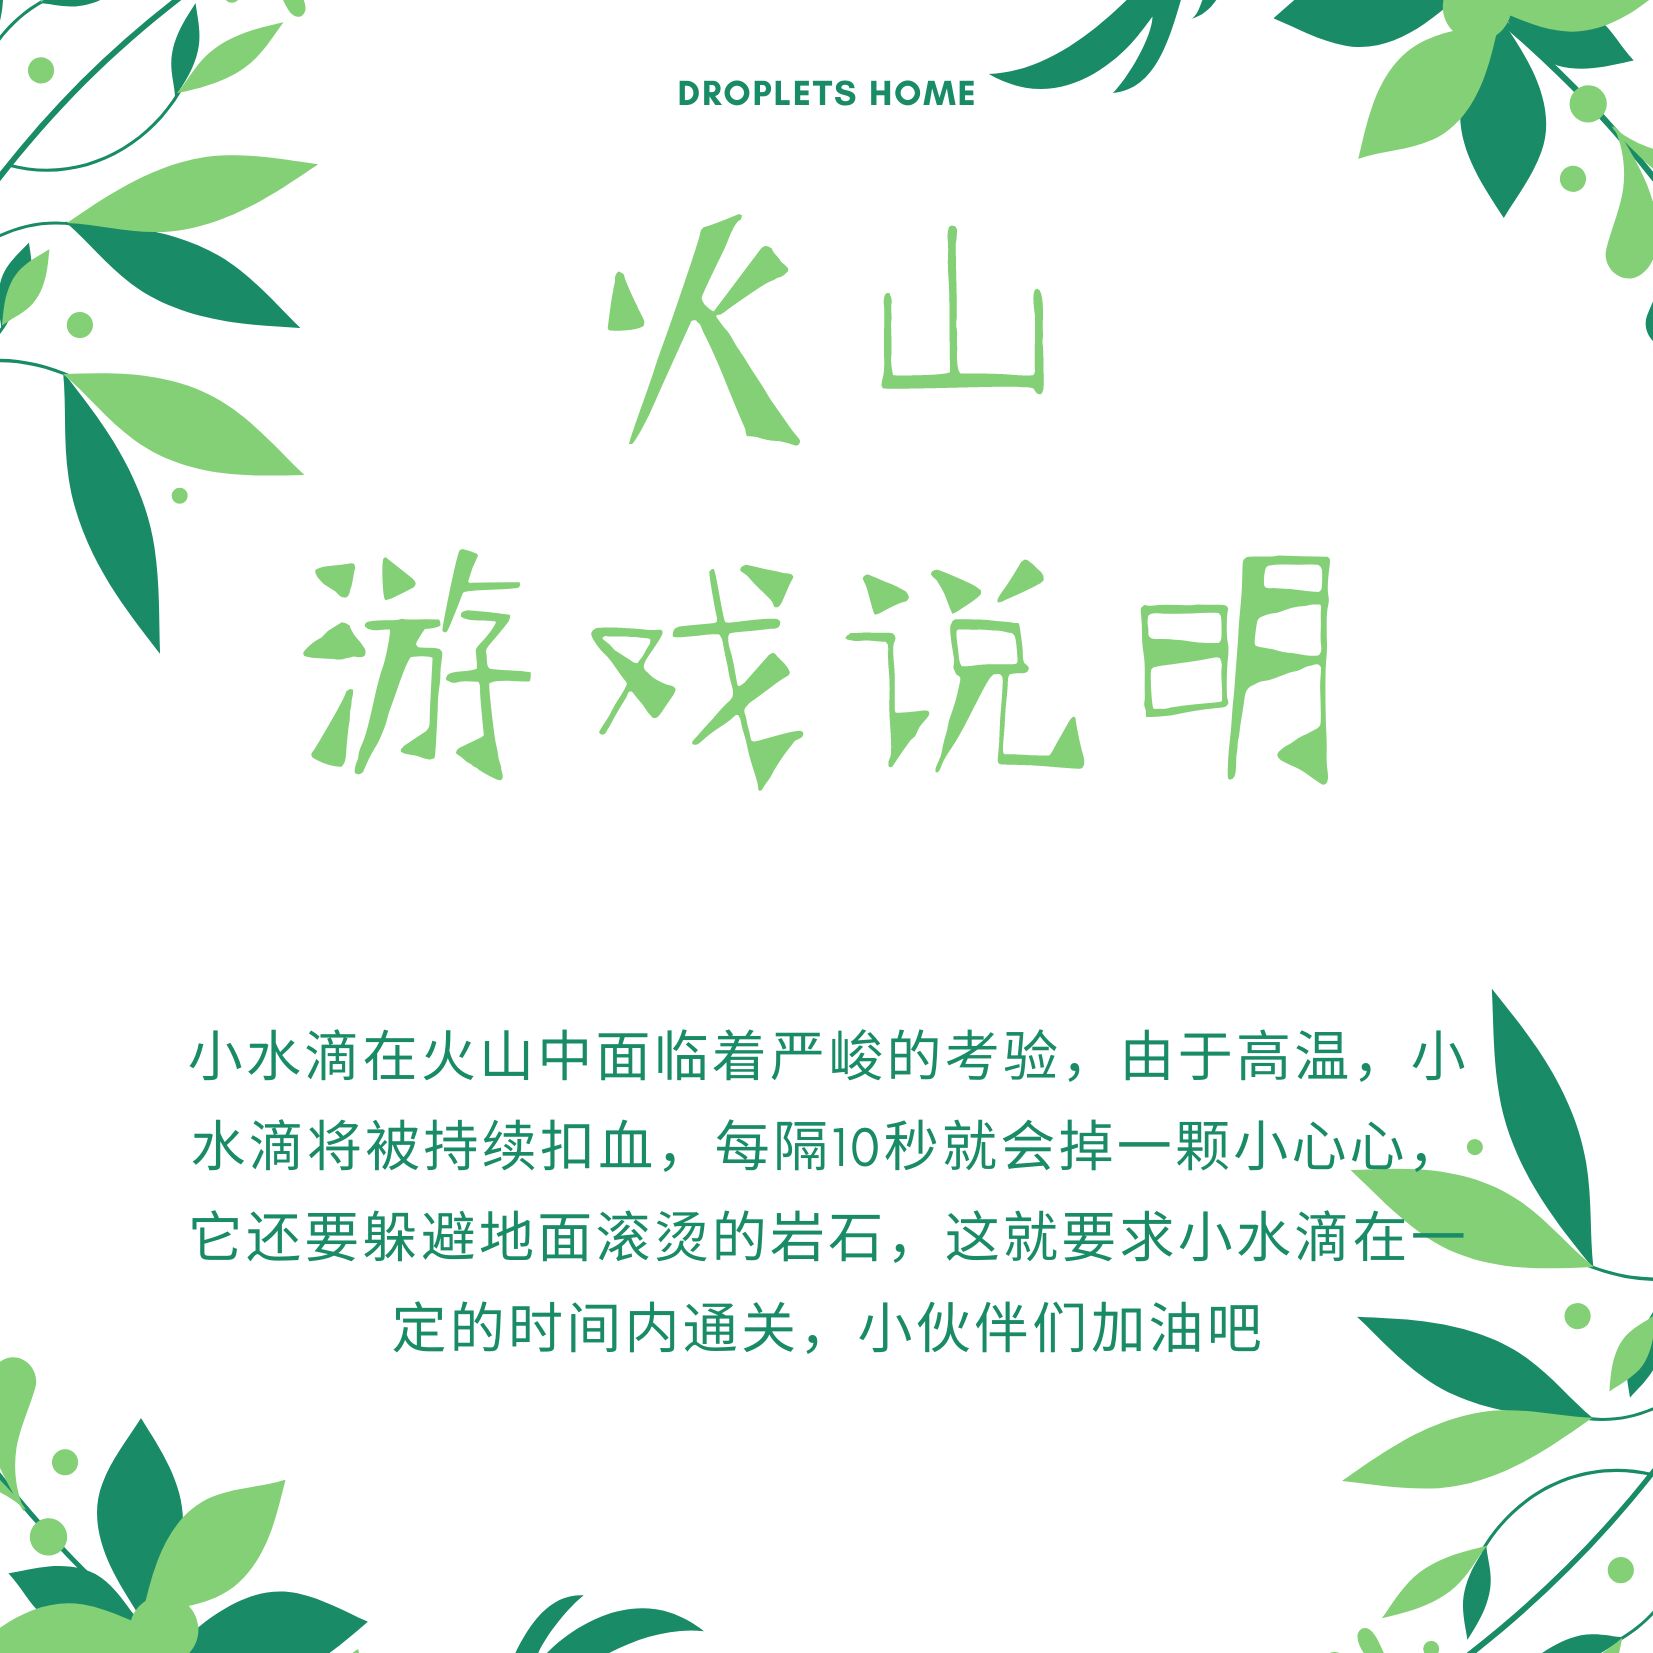 DROPLETS HOME
火山
游戏说明
小水滴在火山中面临着严峻的考验，由于高温，小
水滴将被持续扣血，每隔10秒就会掉一颗小心心，
它还要躲避地面滚烫的岩石，这就要求小水滴在一
定的时间内通关，小伙伴们加油吧